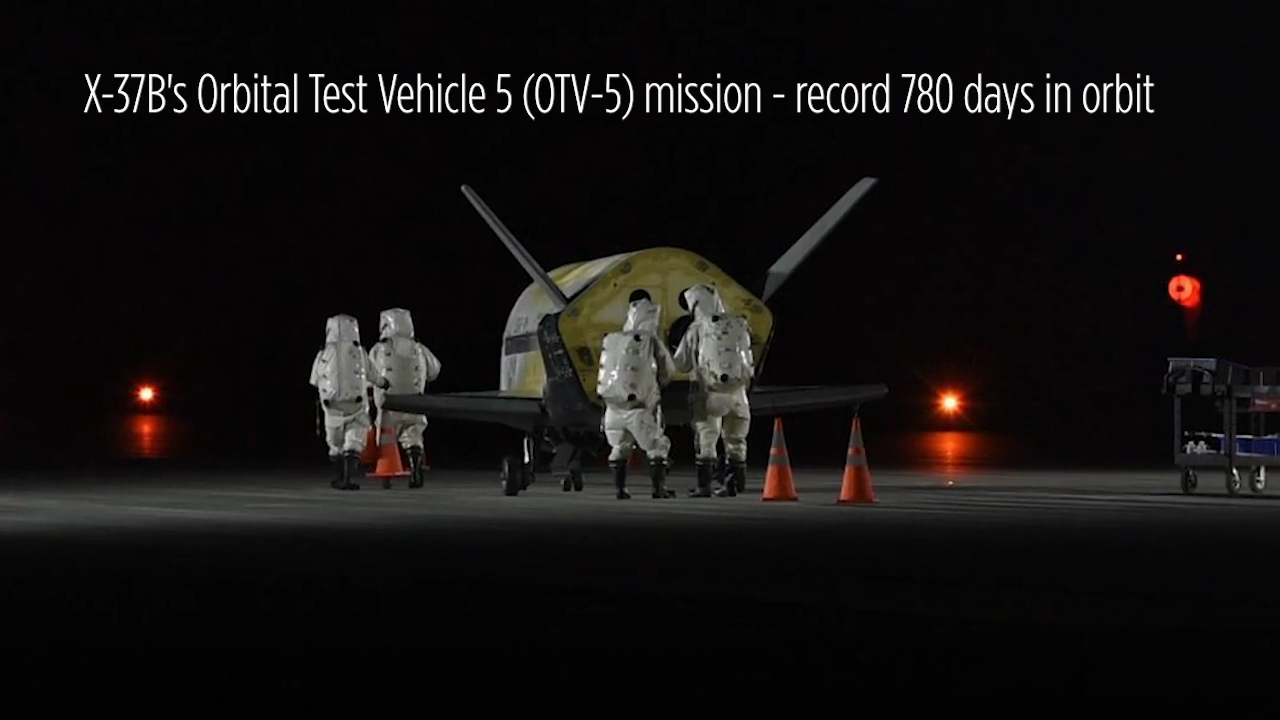 X-37B's Orbital Test Vehicle 5 (OTV-5) mission - record 780 days in orbit